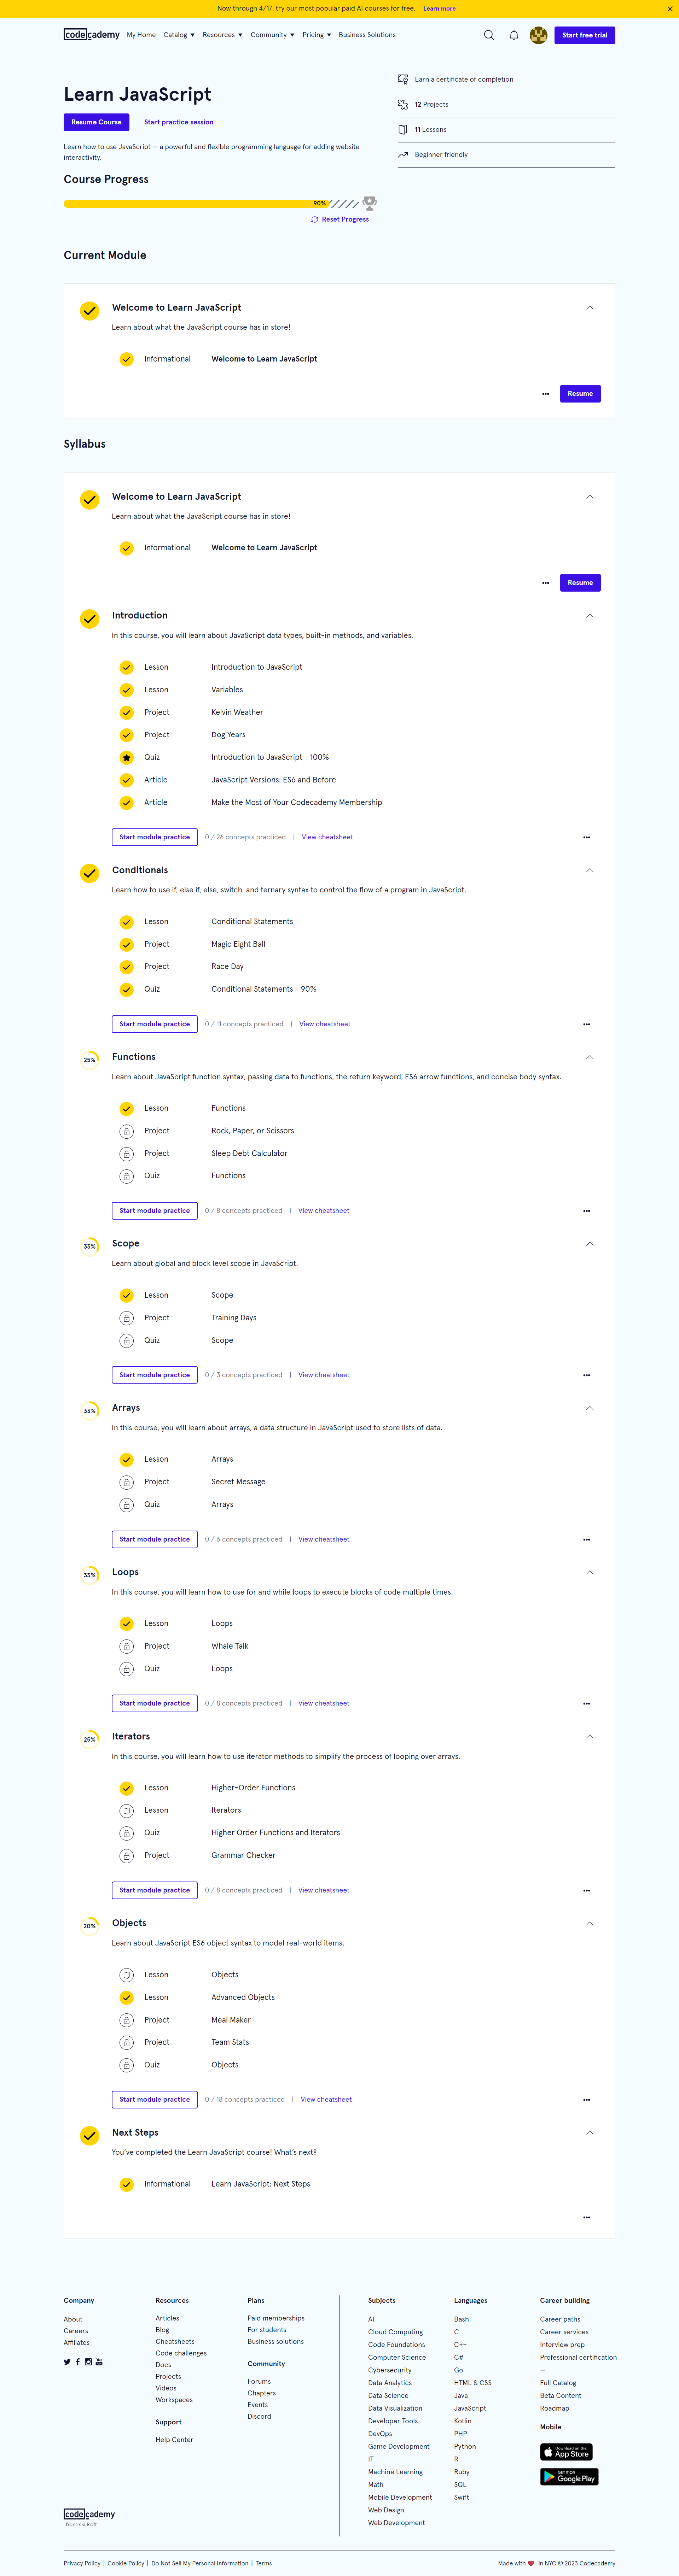 Now through 4/17, try our most popular paid AI courses for free. Learn more
codecademy My Home Catalog Resources Community Pricing Business Solutions Start free trial
Learn JavaScript
Resume Course Start practice session
Learn how to use JavaScript — a powerful and flexible programming language for adding website
interactivity.
Earn a certificate of completion
12 Projects
11 Lessons
Beginner friendly
Course Progress
90%
Reset Progress
Current Module
Welcome to Learn JavaScript
Learn about what the JavaScript course has in store!
Informational Welcome to Learn JavaScript
Resume
Syllabus
Welcome to Learn JavaScript
Learn about what the JavaScript course has in store!
Informational Welcome to Learn JavaScript
Resume
Introduction
In this course, you will learn about JavaScript data types, built-in methods, and variables.
Lesson Introduction to JavaScript
Lesson Variables
Project Kelvin Weather
Project Dog Years
Quiz Introduction to JavaScript 100%
Article JavaScript Versions: ES6 and Before
Article Make the Most of Your Codecademy Membership
Start module practice 0 / 26 concepts practiced | View cheatsheet
Conditionals
Learn how to use if, else if, else, switch, and ternary syntax to control the flow of a program in JavaScript.
Lesson Conditional Statements
Project Magic Eight Ball
Project Race Day
Quiz Conditional Statements 90%
Start module practice 0 / 11 concepts practiced | View cheatsheet
25% Functions
Learn about JavaScript function syntax, passing data to functions, the return keyword, ES6 arrow functions, and concise body syntax.
Lesson Functions
Project Rock, Paper, or Scissors
Project Sleep Debt Calculator
Quiz Functions
Start module practice 0 / 8 concepts practiced | View cheatsheet
33% Scope
Learn about global and block level scope in JavaScript.
Lesson Scope
Project Training Days
Quiz Scope
Start module practice 0 / 3 concepts practiced | View cheatsheet
33% Arrays
In this course, you will learn about arrays, a data structure in JavaScript used to store lists of data.
Lesson Arrays
Project Secret Message
Quiz Arrays
Start module practice 0 / 6 concepts practiced | View cheatsheet
33% Loops
In this course, you will learn how to use for and while loops to execute blocks of code multiple times.
Lesson Loops
Project Whale Talk
Quiz Loops
Start module practice 0 / 8 concepts practiced | View cheatsheet
25% Iterators
In this course, you will learn how to use iterator methods to simplify the process of looping over arrays.
Lesson Higher-Order Functions
Lesson Iterators
Quiz Higher Order Functions and Iterators
Project Grammar Checker
Start module practice 0 / 8 concepts practiced | View cheatsheet
20% Objects
Learn about JavaScript ES6 object syntax to model real-world items.
Lesson Objects
Lesson Advanced Objects
Project Meal Maker
Project Team Stats
Quiz Objects
Start module practice 0 / 18 concepts practiced | View cheatsheet
Next Steps
You've completed the Learn JavaScript course! What's next?
Informational Learn JavaScript: Next Steps
Company
About
Careers
Affiliates
codecademy
from skillsoft
Resources
Articles
Blog
Cheatsheets
Code challenges
Docs
Projects
Videos
Workspaces
Support
Help Center
Plans
Paid memberships
For students
Business solutions
Community
Forums
Chapters
Events
Discord
Subjects
AI
Cloud Computing
Code Foundations
Computer Science
Cybersecurity
Data Analytics
Data Science
Data Visualization
Developer Tools
DevOps
Game Development
IT
Machine Learning
Math
Mobile Development
Web Design
Web Development
Languages
Bash
C
C++
C#
Go
HTML & CSS
Java
JavaScript
Kotlin
PHP
Python
R
Ruby
SQL
Swift
Career building
Career paths
Career services
Interview prep
Professional certification
—
Full Catalog
Beta Content
Roadmap
Mobile
Download on the
App Store
GET IT ON
Google Play
Privacy Policy | Cookie Policy | Do Not Sell My Personal Information | Terms
Made with ❤ in NYC © 2023 Codecademy